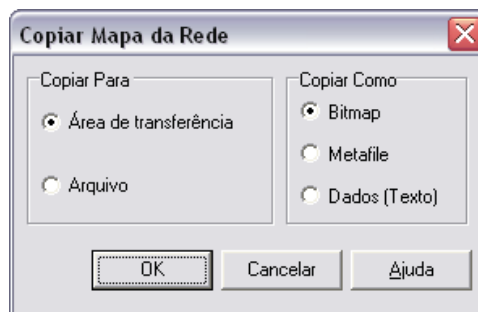 Copiar Mapa da Rede
Copiar Para
Área de transferência
Arquivo
Copiar Como
Bitmap
Metafile
Dados (Texto)
OK
Cancelar
Ajuda